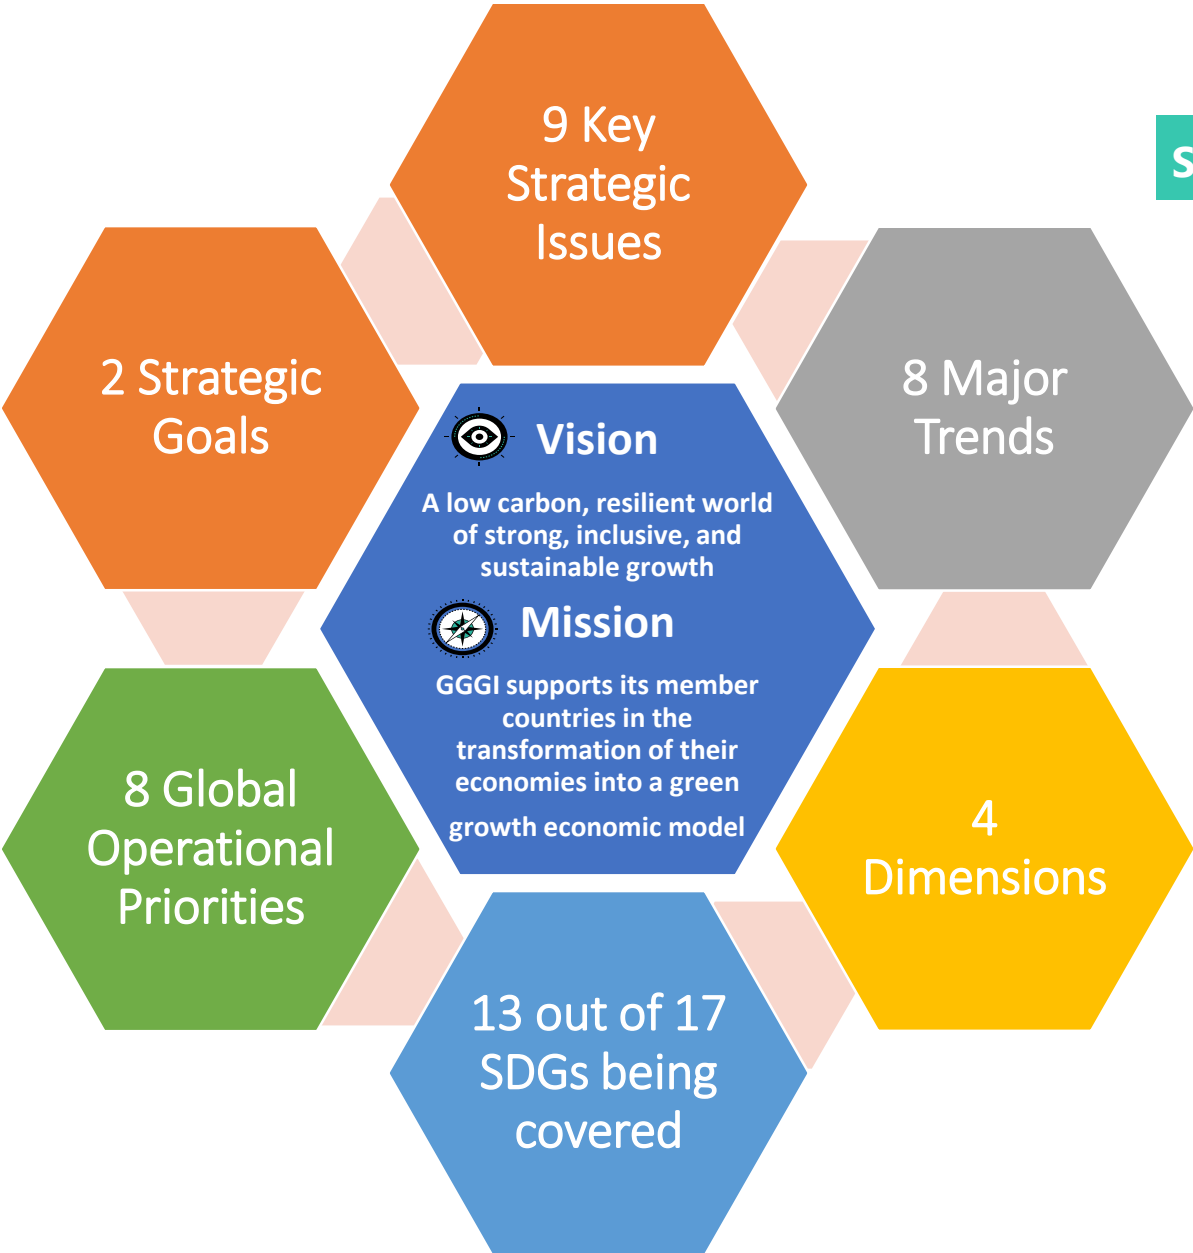 9 Key
Strategic
Issues
s
2 Strategic
Goals
8 Major
Trends
Vision
A low carbon, resilient world
of strong, inclusive, and
sustainable growth
Mission
GGGI supports its member
countries in the
transformation of their
economies into a green
growth economic model
8 Global
Operational
Priorities
4
Dimensions
13 out of 17
SDGs being
covered